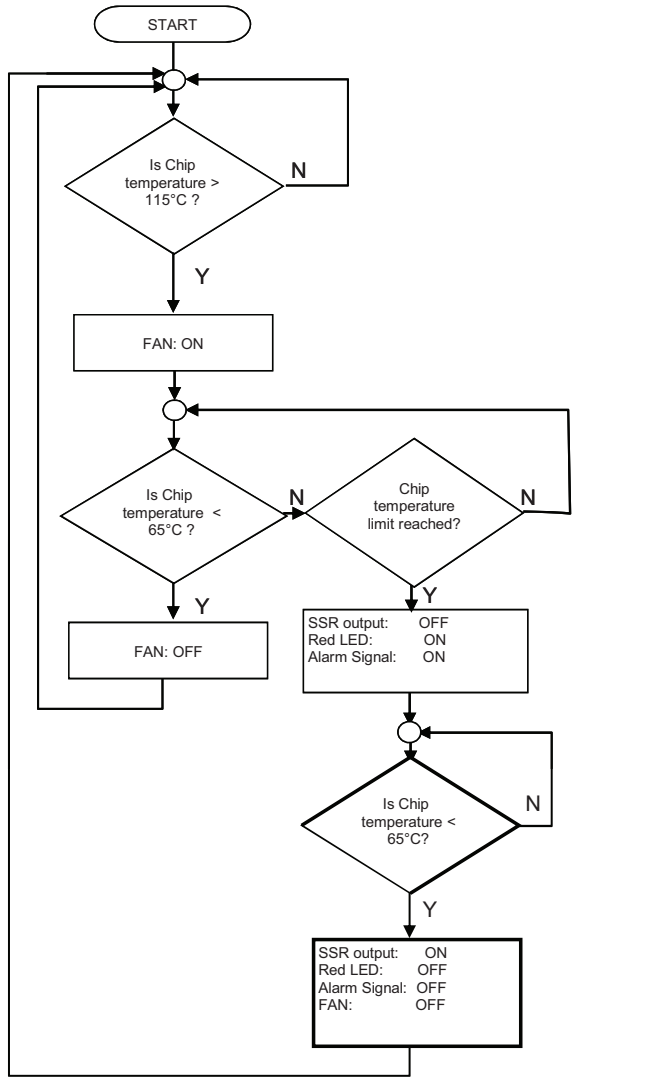 START
Is Chip
temperature >
115°C ?
N
Y
FAN: ON
Is Chip
temperature <
65°C ?
N
Chip
temperature
limit reached?
N
Y
FAN: OFF
Y
SSR output: OFF
Red LED: ON
Alarm Signal: ON
Is Chip
temperature <
65°C?
N
Y
SSR output: ON
Red LED: OFF
Alarm Signal: OFF
FAN: OFF